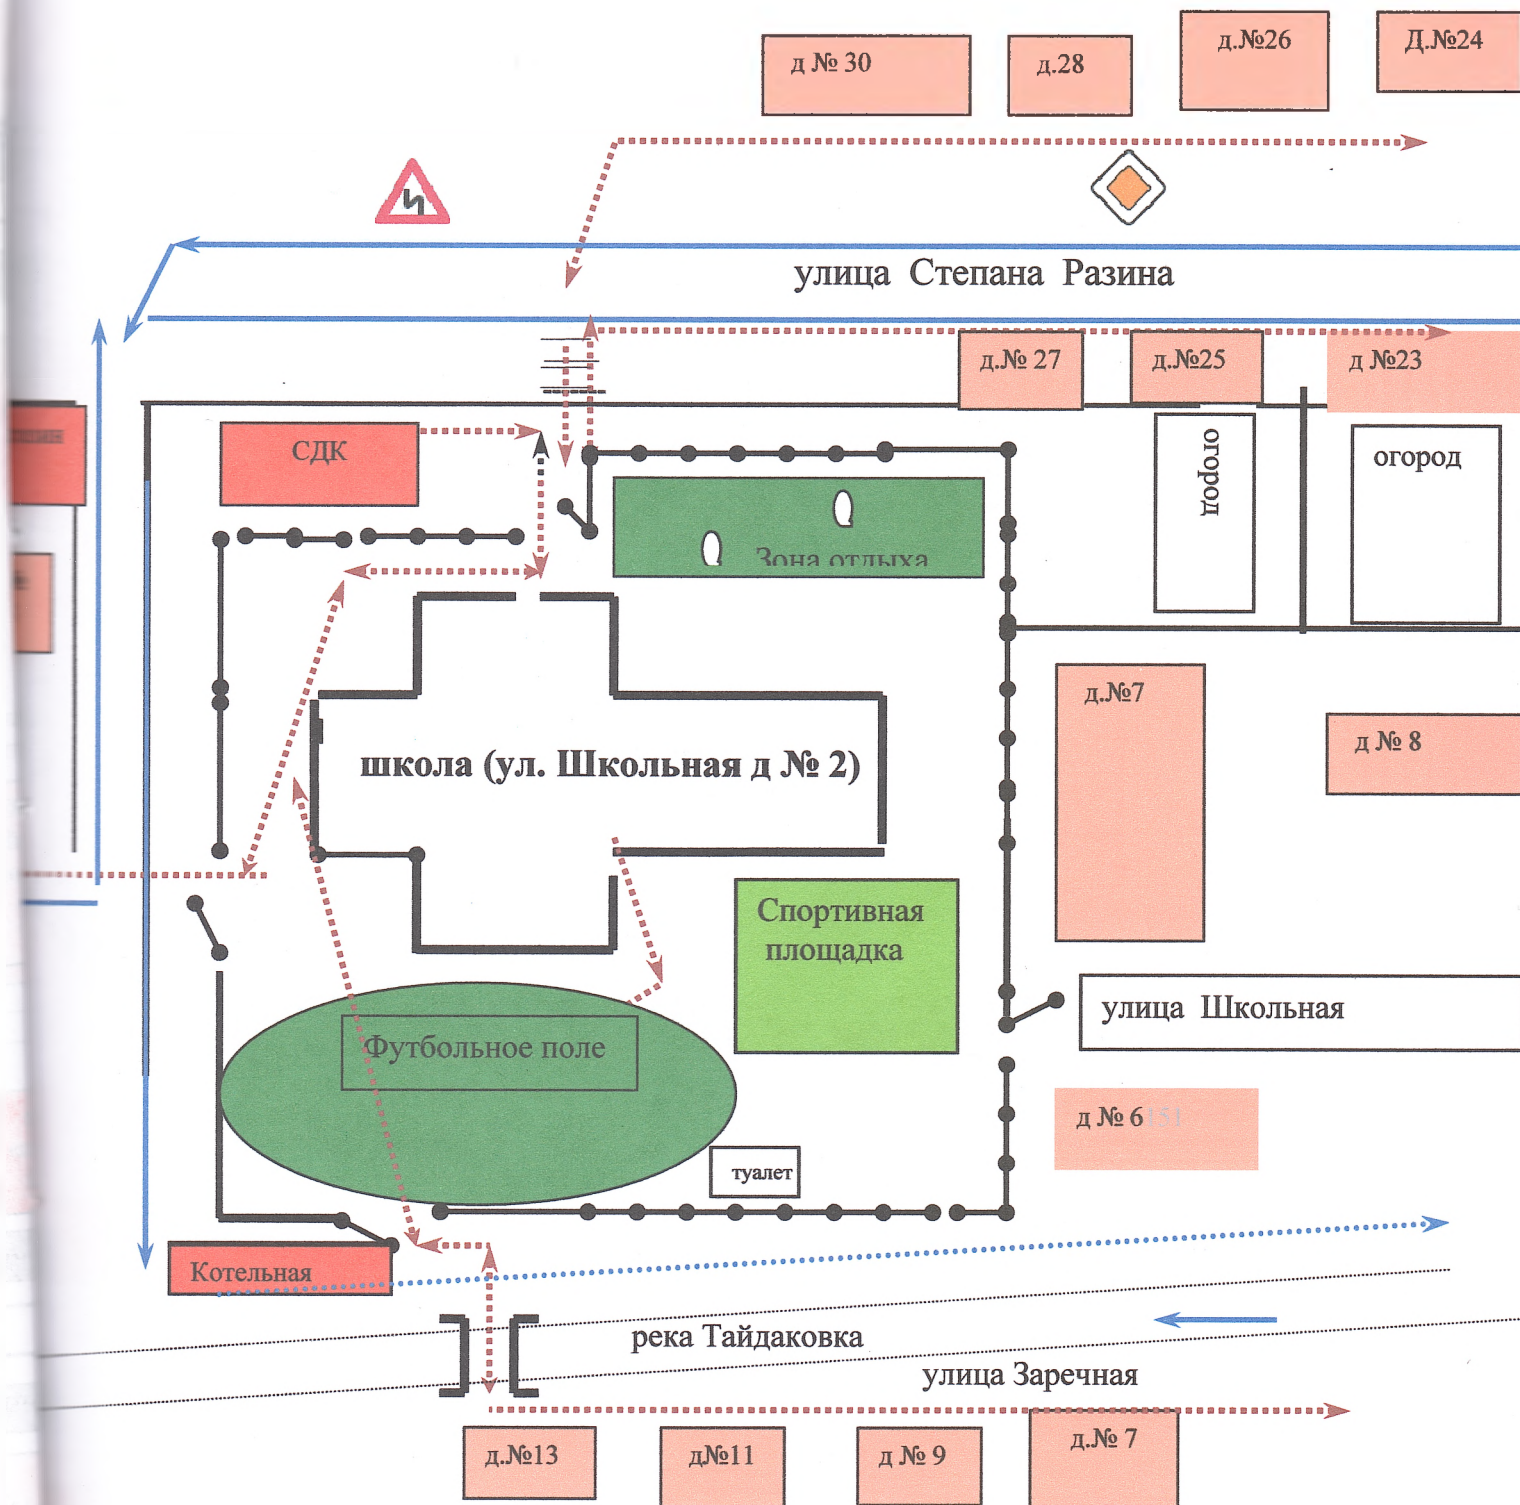 д № 30
д.28
д.№26
Д.№24
улица Степана Разина
д.№ 27
д.№25
д №23
СДК
огород
огород
Зона отдыха
д.№7
д № 8
школа (ул. Школьная д № 2)
Спортивная
площадка
улица Школьная
Футбольное поле
д № 6
туалет
Котельная
река Тайдаковка
улица Заречная
д.№13
д№11
д № 9
д.№ 7